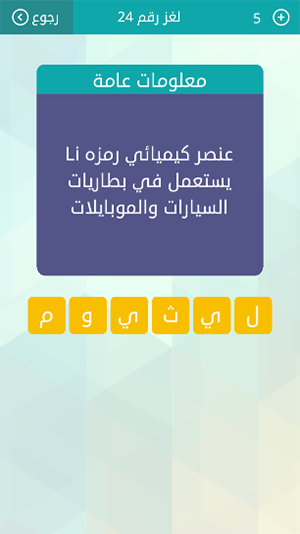 رجوع لغز رقم 24 5
معلومات عامة
عنصر كيميائي رمزه Li
يستعمل في بطاريات
السيارات والموبايلات
ل ي ث ي و م